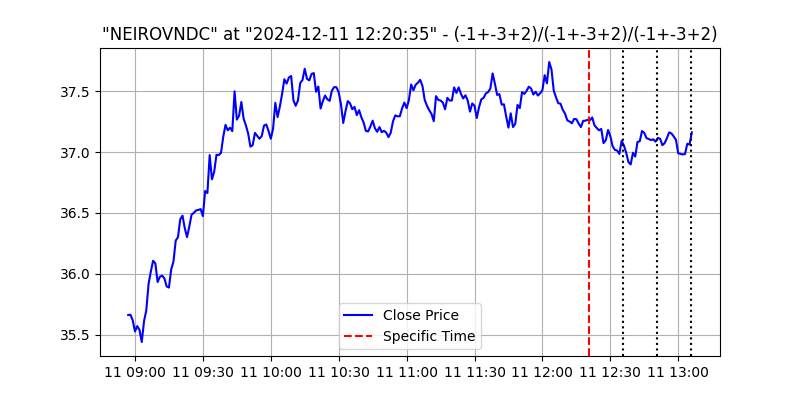 "NEIROVNDC" at "2024-12-11 12:20:35" - (-1+-3+2)/(-1+-3+2)/(-1+-3+2)
37.5
37.0
36.5
36.0
35.5
Close Price
Specific Time
11 09:00 11 09:30 11 10:00 11 10:30 11 11:00 11 11:30 11 12:00 11 12:30 11 13:00